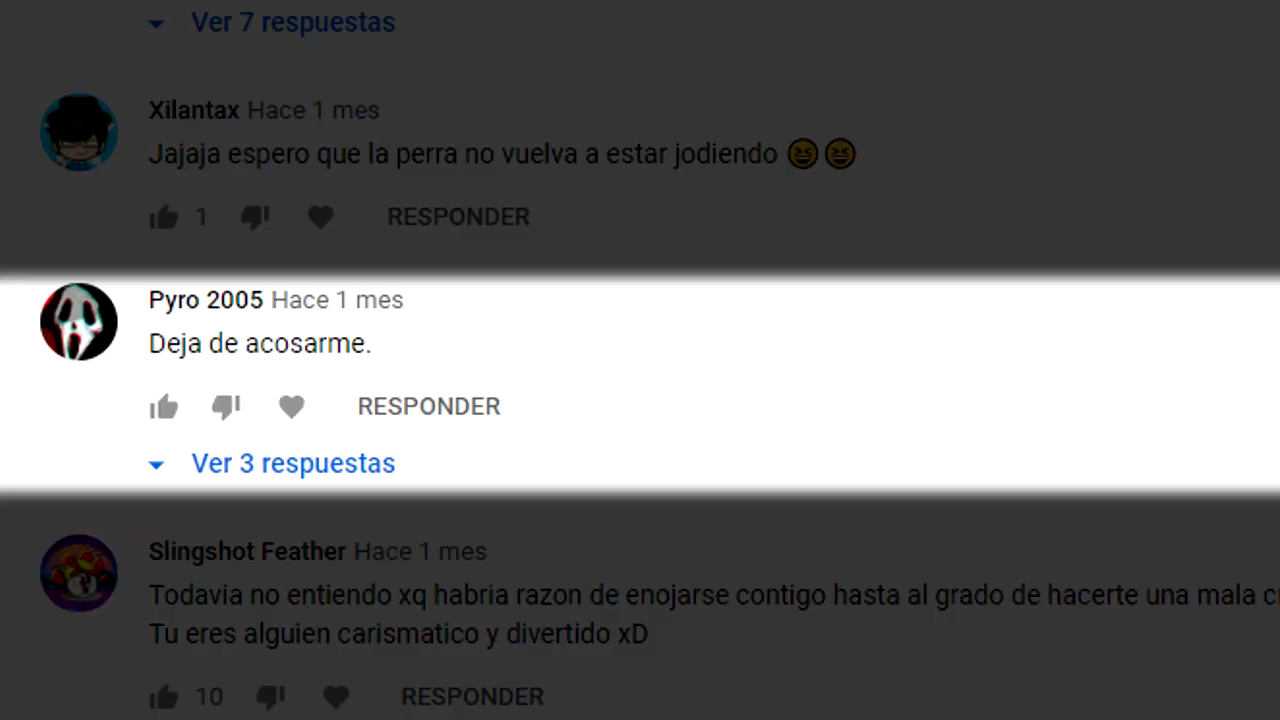 Ver 7 respuestas
Xilantax Hace 1 mes
Jajaja espero que la perra no vuelva a estar jodiendo 😆😆
1 RESPONDER
Pyro 2005 Hace 1 mes
Deja de acosarme.
RESPONDER
Ver 3 respuestas
Slingshot Feather Hace 1 mes
Todavia no entiendo xq habria razon de enojarse contigo hasta al grado de hacerte una mala
Tu eres alguien carismatico y divertido xD
10 RESPONDER